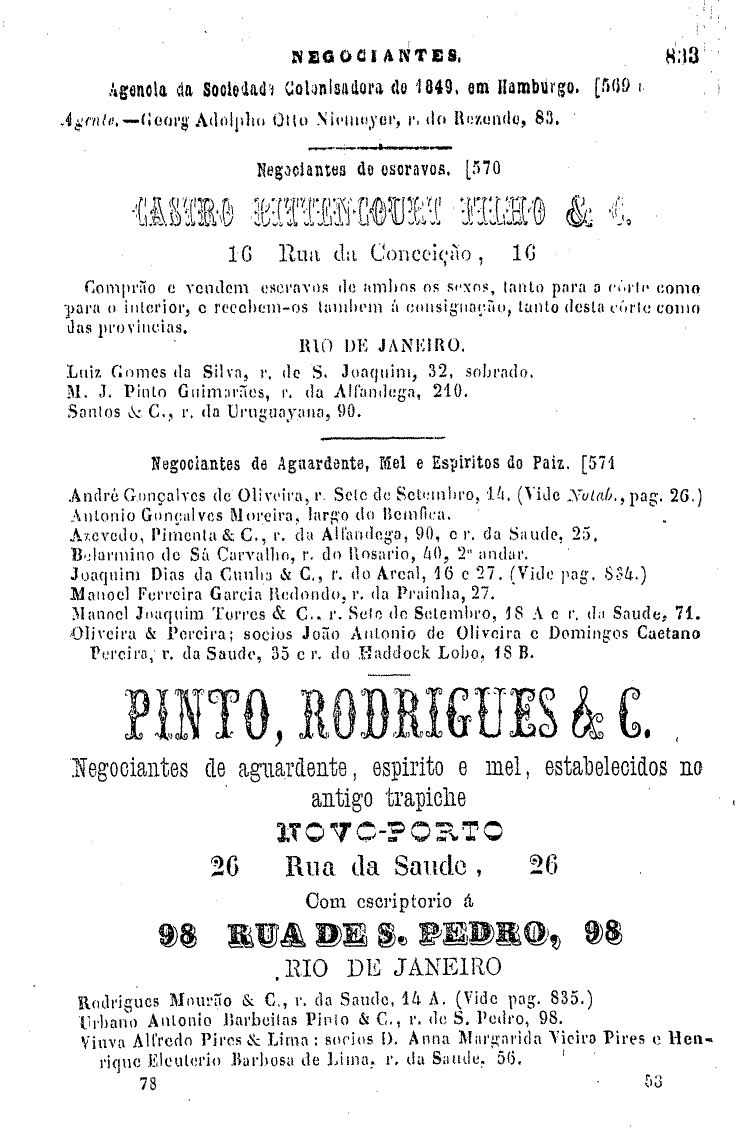 NEGOCIANTES. 833
Agencia da Sociedade Colonisadora de 1849, em Hamburgo. [569
Agente.—Georg Adolpho Otto Niemeyer, r. do Rezende, 83.
Negociantes de escravos. [570
CASTRO BITTENCOURT FILHO & C.
16 Rua da Conceição, 16
Comprão e vendem escravos de ambos os sexos, tanto para a côrte como
para o interior, e recebem-os tambem á consignação, tanto desta côrte como
das provincias.
RIO DE JANEIRO.
Luiz Gomes da Silva, r. de S. Joaquim, 32, sobrado.
M. J. Pinto Guimarães, r. da Alfandega, 210.
Santos & C., r. da Uruguayana, 90.
Negociantes de Aguardente, Mel e Espiritos do Paiz. [571
André Gonçalves de Oliveira, r. Sete de Setembro, 14. (Vide Notab., pag. 26.)
Antonio Gonçalves Moreira, largo do Bemfica.
Azevedo, Pimenta & C., r. da Alfandega, 90, e r. da Saude, 25.
Belarmino de Sá Carvalho, r. do Rosario, 40, 2º andar.
Joaquim Dias da Cunha & C., r. do Areal, 16 e 27. (Vide pag. 834.)
Manoel Ferreira Garcia Redondo, r. da Prainha, 27.
Manoel Joaquim Torres & C., r. Sete de Setembro, 18 A e r. da Saude, 71.
Oliveira & Pereira; socios João Antonio de Oliveira e Domingos Caetano
Pereira, r. da Saude, 35 e r. do Haddock Lobo, 18 B.
PINTO, RODRIGUES & C.
Negociantes de aguardente, espirito e mel, estabelecidos no
antigo trapiche
NOVO-PORTO
26 Rua da Saude, 26
Com escriptorio á
98 RUA DE S. PEDRO, 98
RIO DE JANEIRO
Rodrigues Mourão & C., r. da Saude, 14 A. (Vide pag. 835.)
Urbano Antonio Barbeitas Pinto & C., r. de S. Pedro, 98.
Viuva Alfredo Pires & Lima; socios D. Anna Margarida Vieira Pires e Hen-
rique Eleuterio Barbosa de Lima, r. da Saude, 56.
78 53